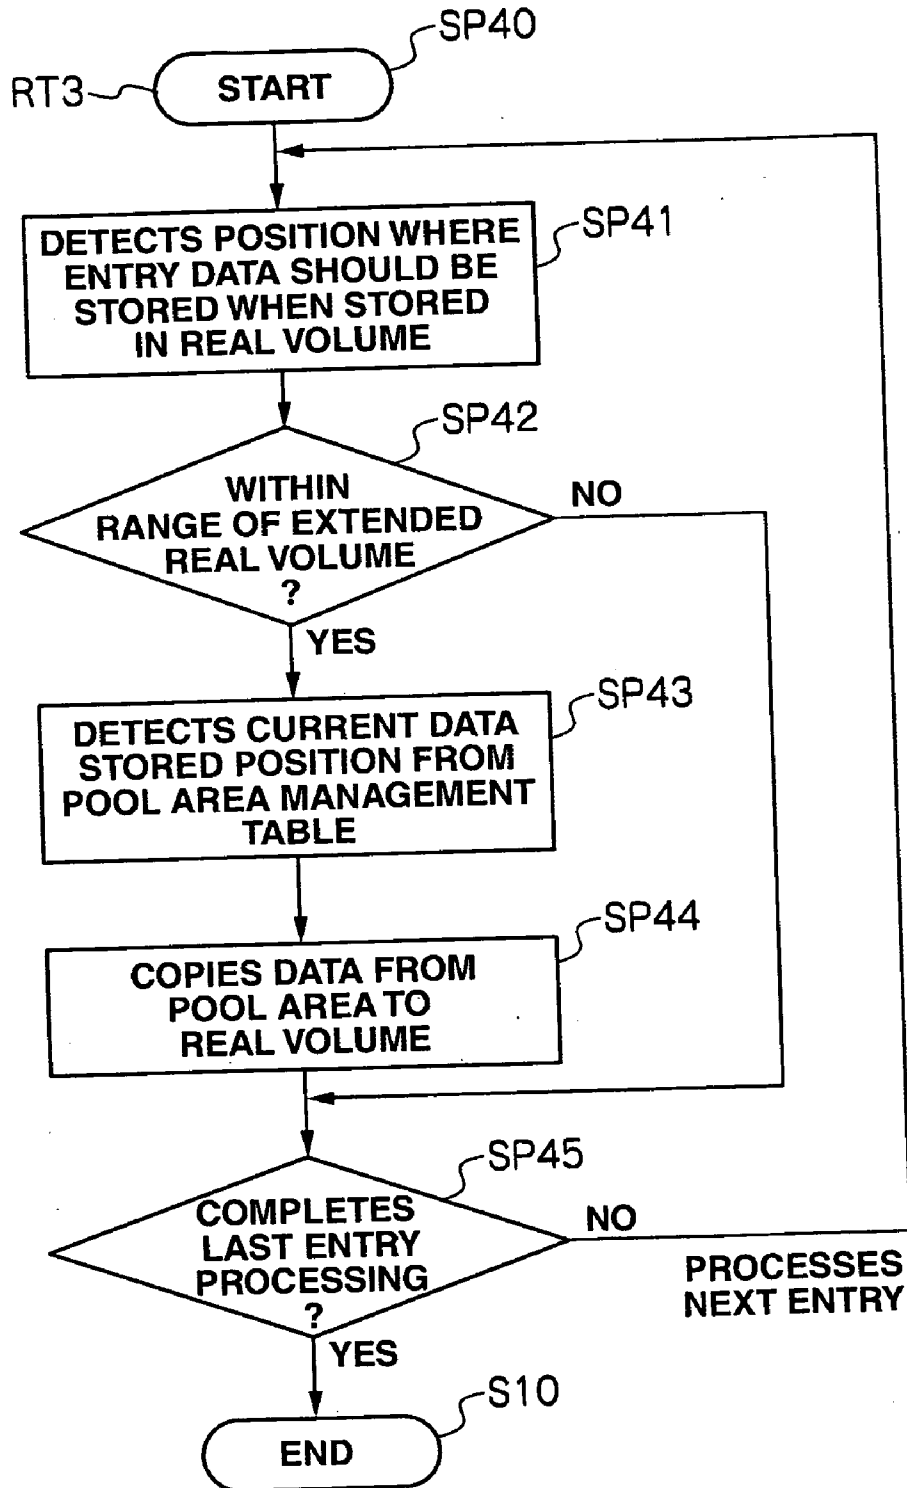 SP40
RT3
START
SP41
DETECTS POSITION WHERE
ENTRY DATA SHOULD BE
STORED WHEN STORED
IN REAL VOLUME
SP42
WITHIN
RANGE OF EXTENDED
REAL VOLUME
?
NO
YES
SP43
DETECTS CURRENT DATA
STORED POSITION FROM
POOL AREA MANAGEMENT
TABLE
SP44
COPIES DATA FROM
POOL AREA TO
REAL VOLUME
SP45
COMPLETES
LAST ENTRY
PROCESSING
?
NO
PROCESSES
NEXT ENTRY
YES
S10
END